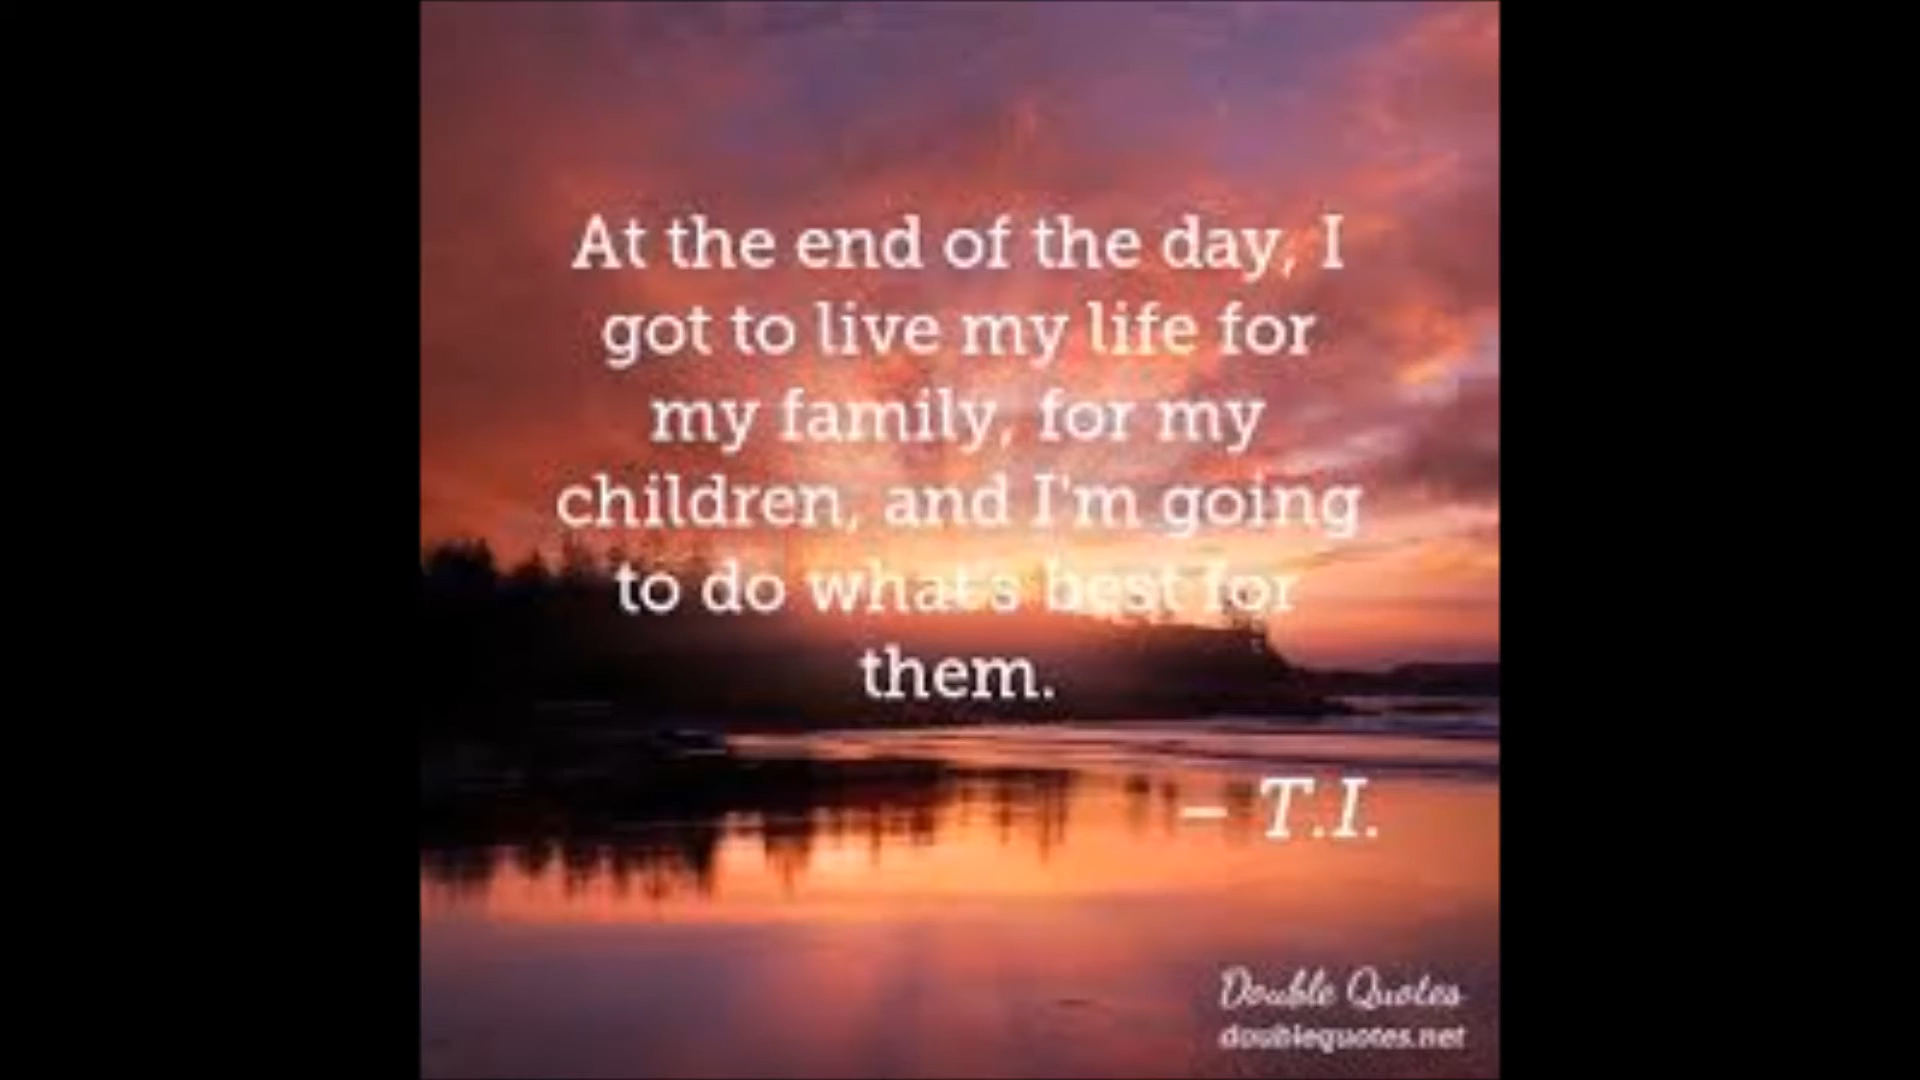 At the end of the day, I
got to live my life for
my family, for my
children, and I'm going
to do what's best for
them.
– T.I.
Double Quotes
doublequotes.net